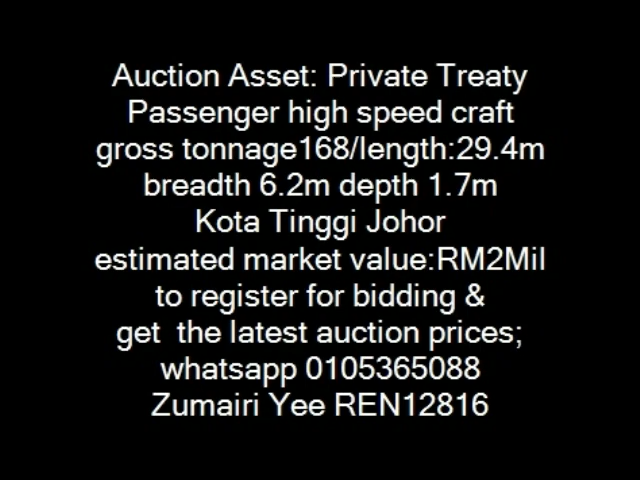 Auction Asset: Private Treaty
Passenger high speed craft
gross tonnage168/length:29.4m
breadth 6.2m depth 1.7m
Kota Tinggi Johor
estimated market value:RM2Mil
to register for bidding &
get  the latest auction prices;
whatsapp 0105365088
Zumairi Yee REN12816